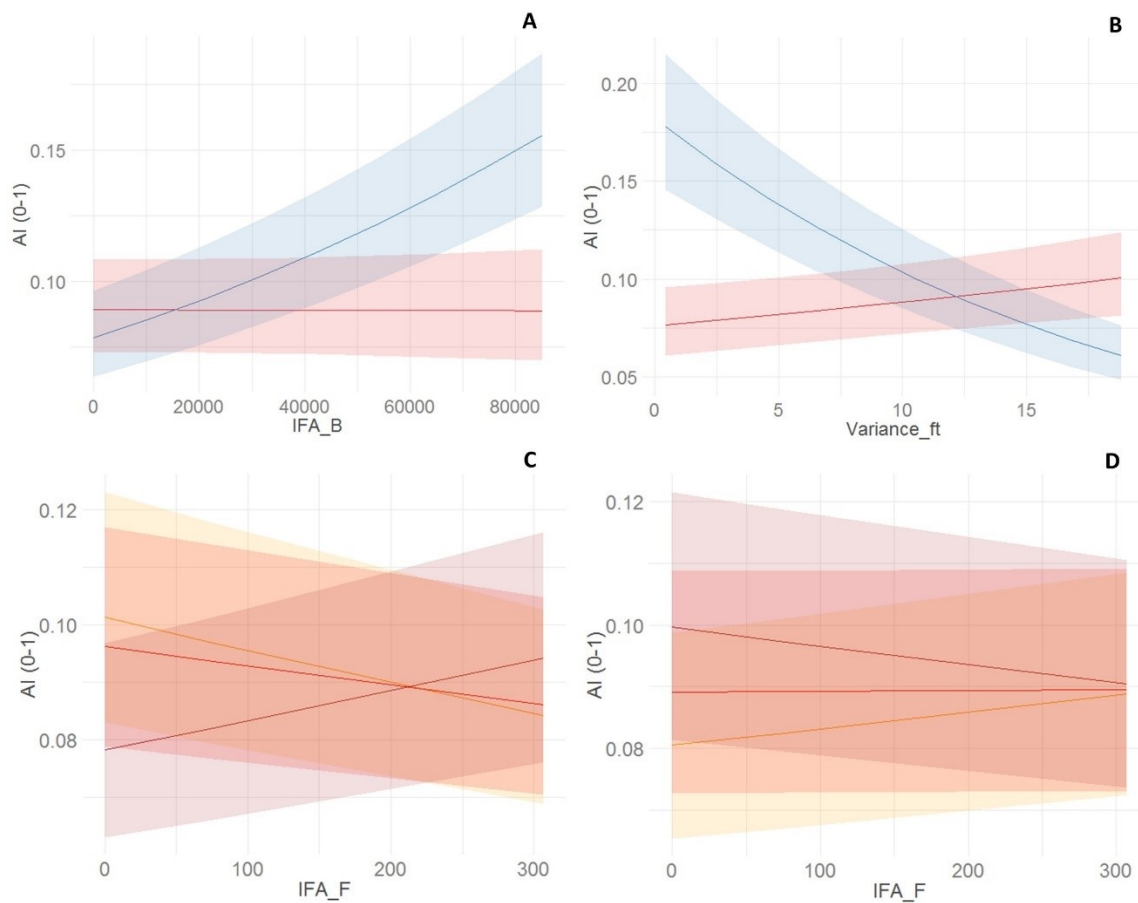 A
AI (0-1)
0.15
0.10
0 20000 40000 60000 80000
IFA_B
B
AI (0-1)
0.20
0.15
0.10
0.05
0 5 10 15
Variance_ft
C
AI (0-1)
0.12
0.10
0.08
0 100 200 300
IFA_F
D
AI (0-1)
0.12
0.10
0.08
0 100 200 300
IFA_F